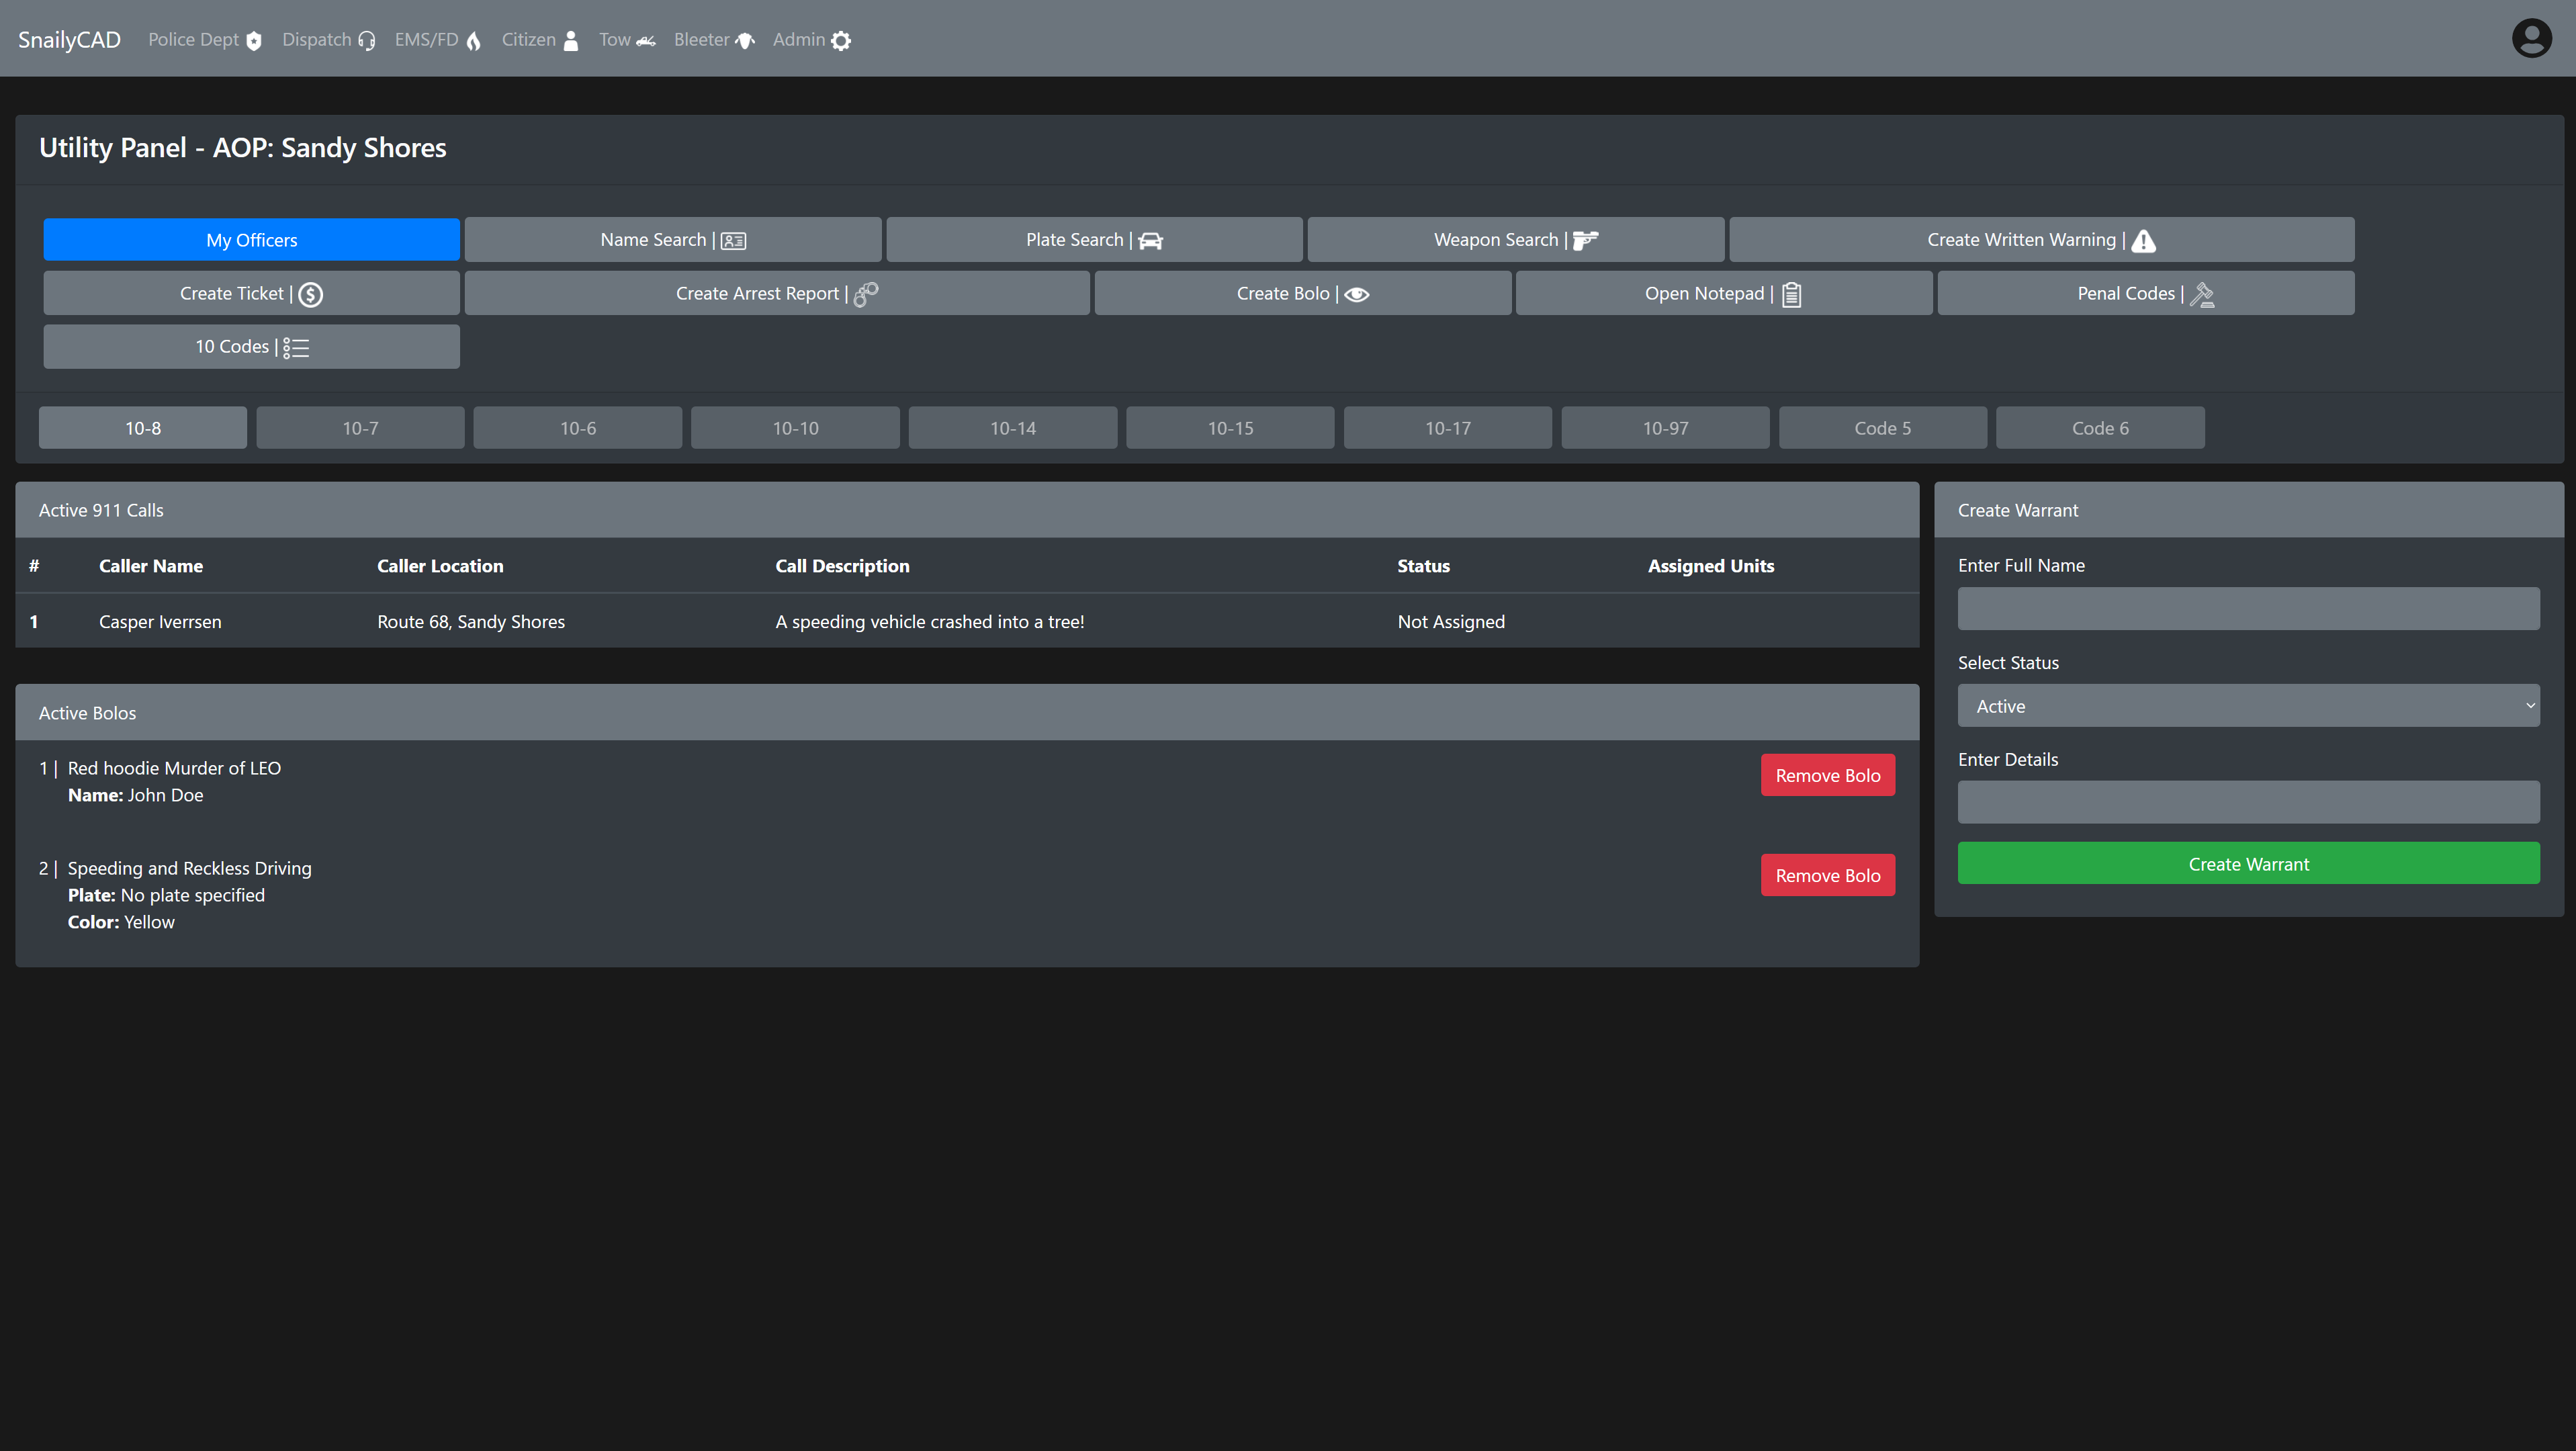 SnailyCAD Police Dept Dispatch EMS/FD Citizen Tow Bleeter Admin
Utility Panel - AOP: Sandy Shores
My Officers Name Search | Plate Search | Weapon Search | Create Written Warning |
Create Ticket | Create Arrest Report | Create Bolo | Open Notepad | Penal Codes |
10 Codes |
10-8 10-7 10-6 10-10 10-14 10-15 10-17 10-97 Code 5 Code 6
Active 911 Calls
# Caller Name Caller Location Call Description Status Assigned Units
1 Casper Iverrsen Route 68, Sandy Shores A speeding vehicle crashed into a tree! Not Assigned
Active Bolos
1 | Red hoodie Murder of LEO Remove Bolo
Name: John Doe
2 | Speeding and Reckless Driving Remove Bolo
Plate: No plate specified
Color: Yellow
Create Warrant
Enter Full Name
Select Status
Active
Enter Details
Create Warrant